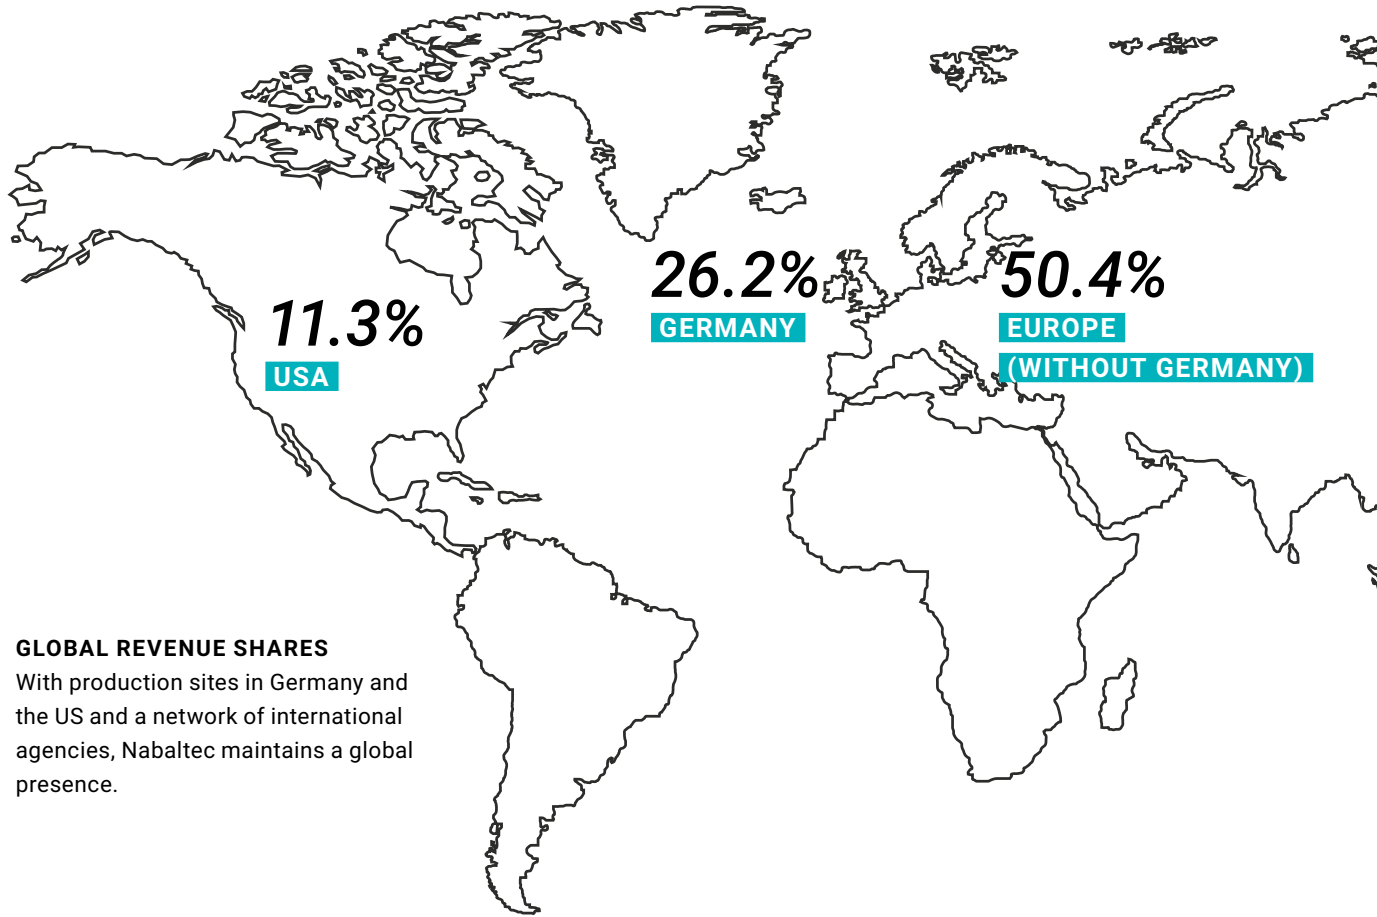 26.2%
GERMANY
50.4%
EUROPE
(WITHOUT GERMANY)
11.3%
USA
GLOBAL REVENUE SHARES
With production sites in Germany and
the US and a network of international
agencies, Nabaltec maintains a global
presence.